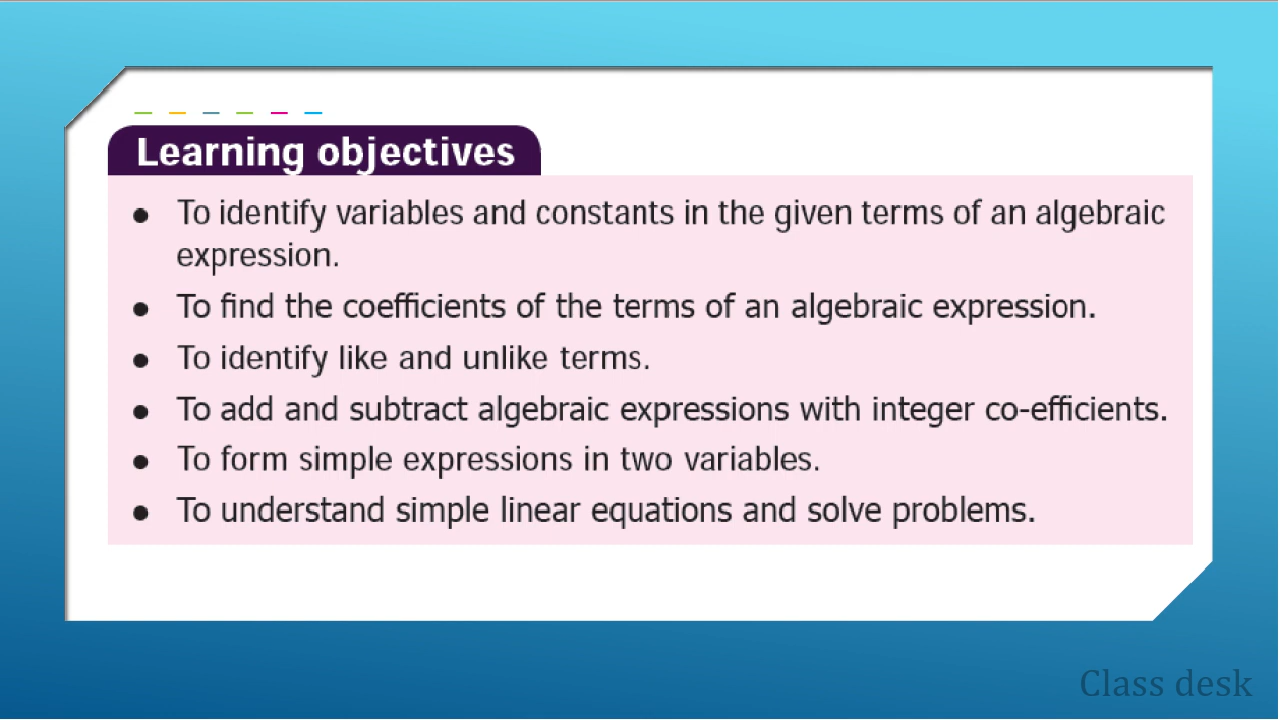 Learning objectives
● To identify variables and constants in the given terms of an algebraic
expression.
● To find the coefficients of the terms of an algebraic expression.
● To identify like and unlike terms.
● To add and subtract algebraic expressions with integer co-efficients.
● To form simple expressions in two variables.
● To understand simple linear equations and solve problems.
Class desk